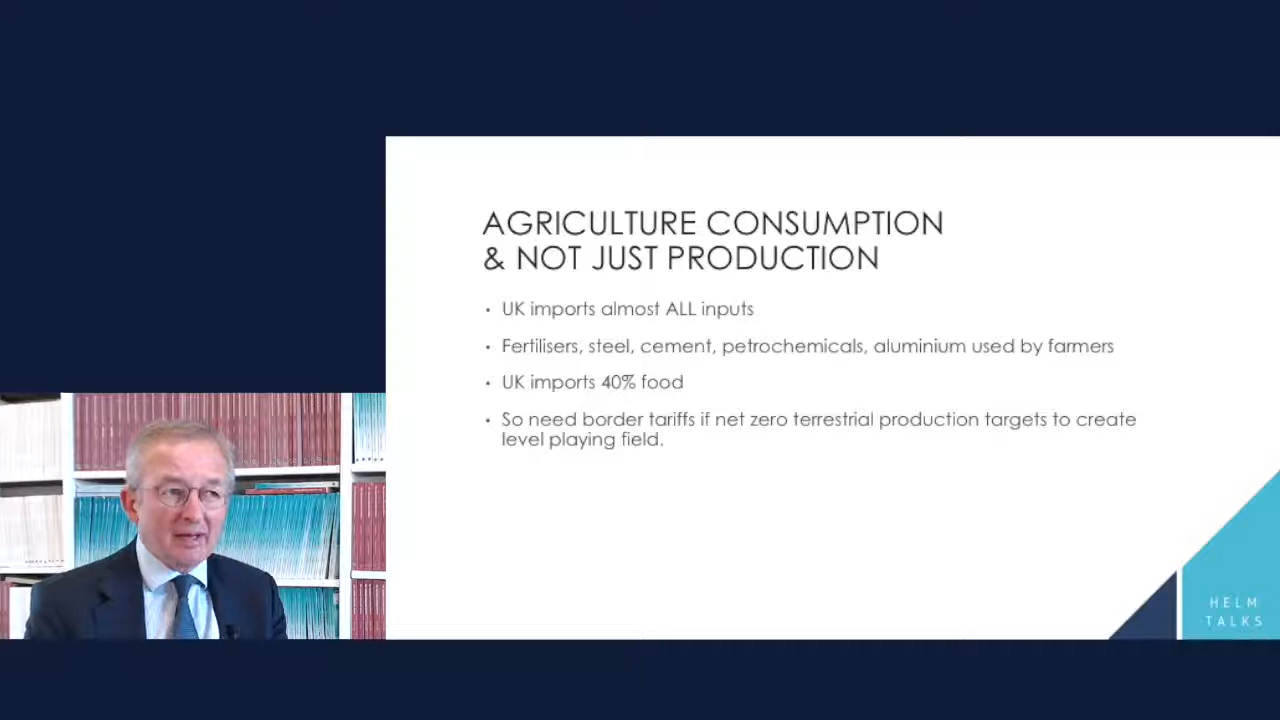 AGRICULTURE CONSUMPTION
& NOT JUST PRODUCTION
• UK imports almost ALL inputs
• Fertilisers, steel, cement, petrochemicals, aluminium used by farmers
• UK imports 40% food
• So need border tariffs if net zero terrestrial production targets to create
level playing field.
HELM
TALKS